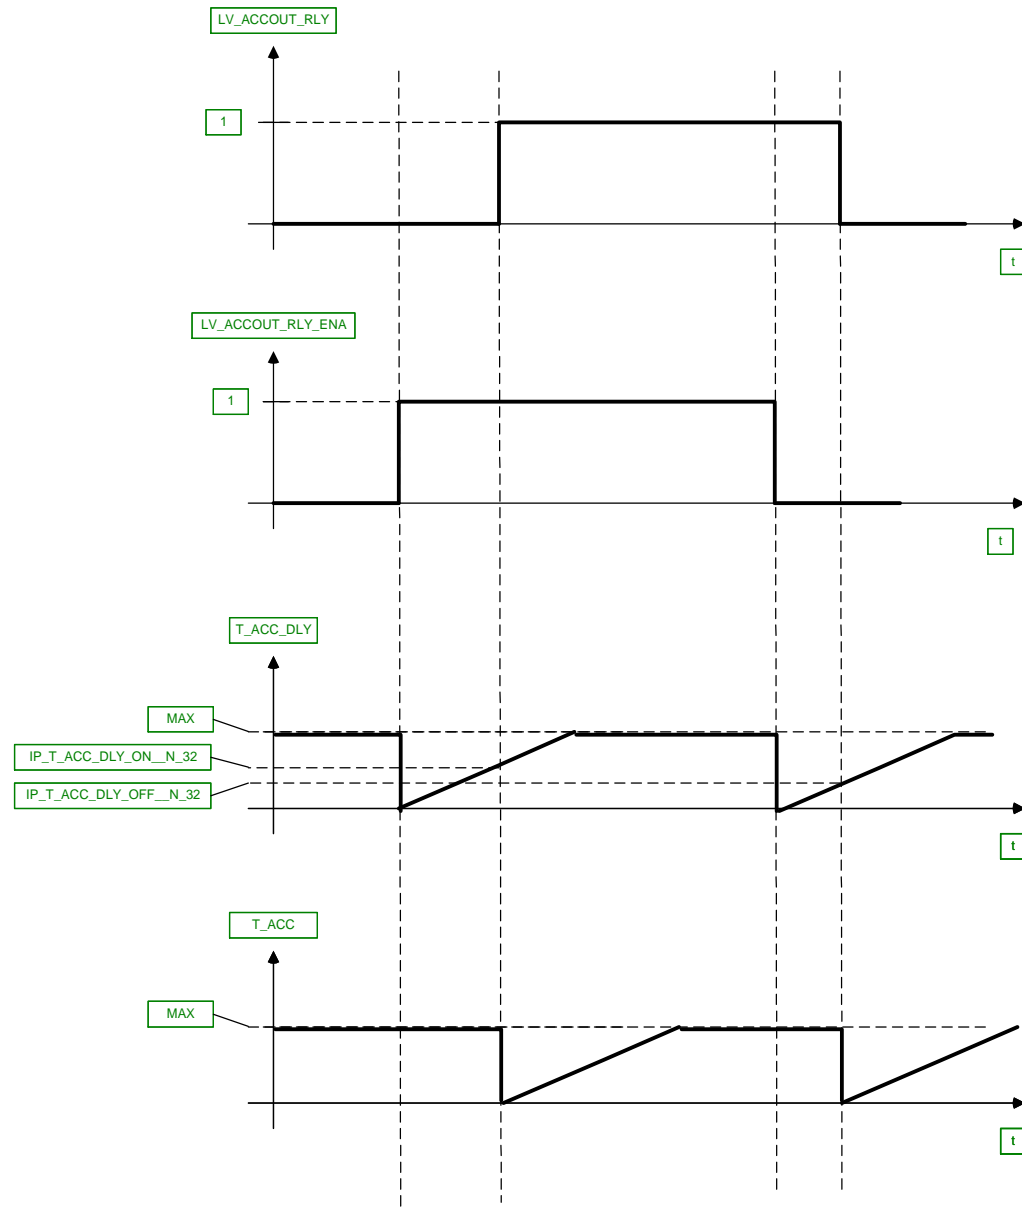 LV_ACCOUT_RLY
1
t
LV_ACCOUT_RLY_ENA
1
t
T_ACC_DLY
MAX
IP_T_ACC_DLY_ON__N_32
IP_T_ACC_DLY_OFF__N_32
t
T_ACC
MAX
t